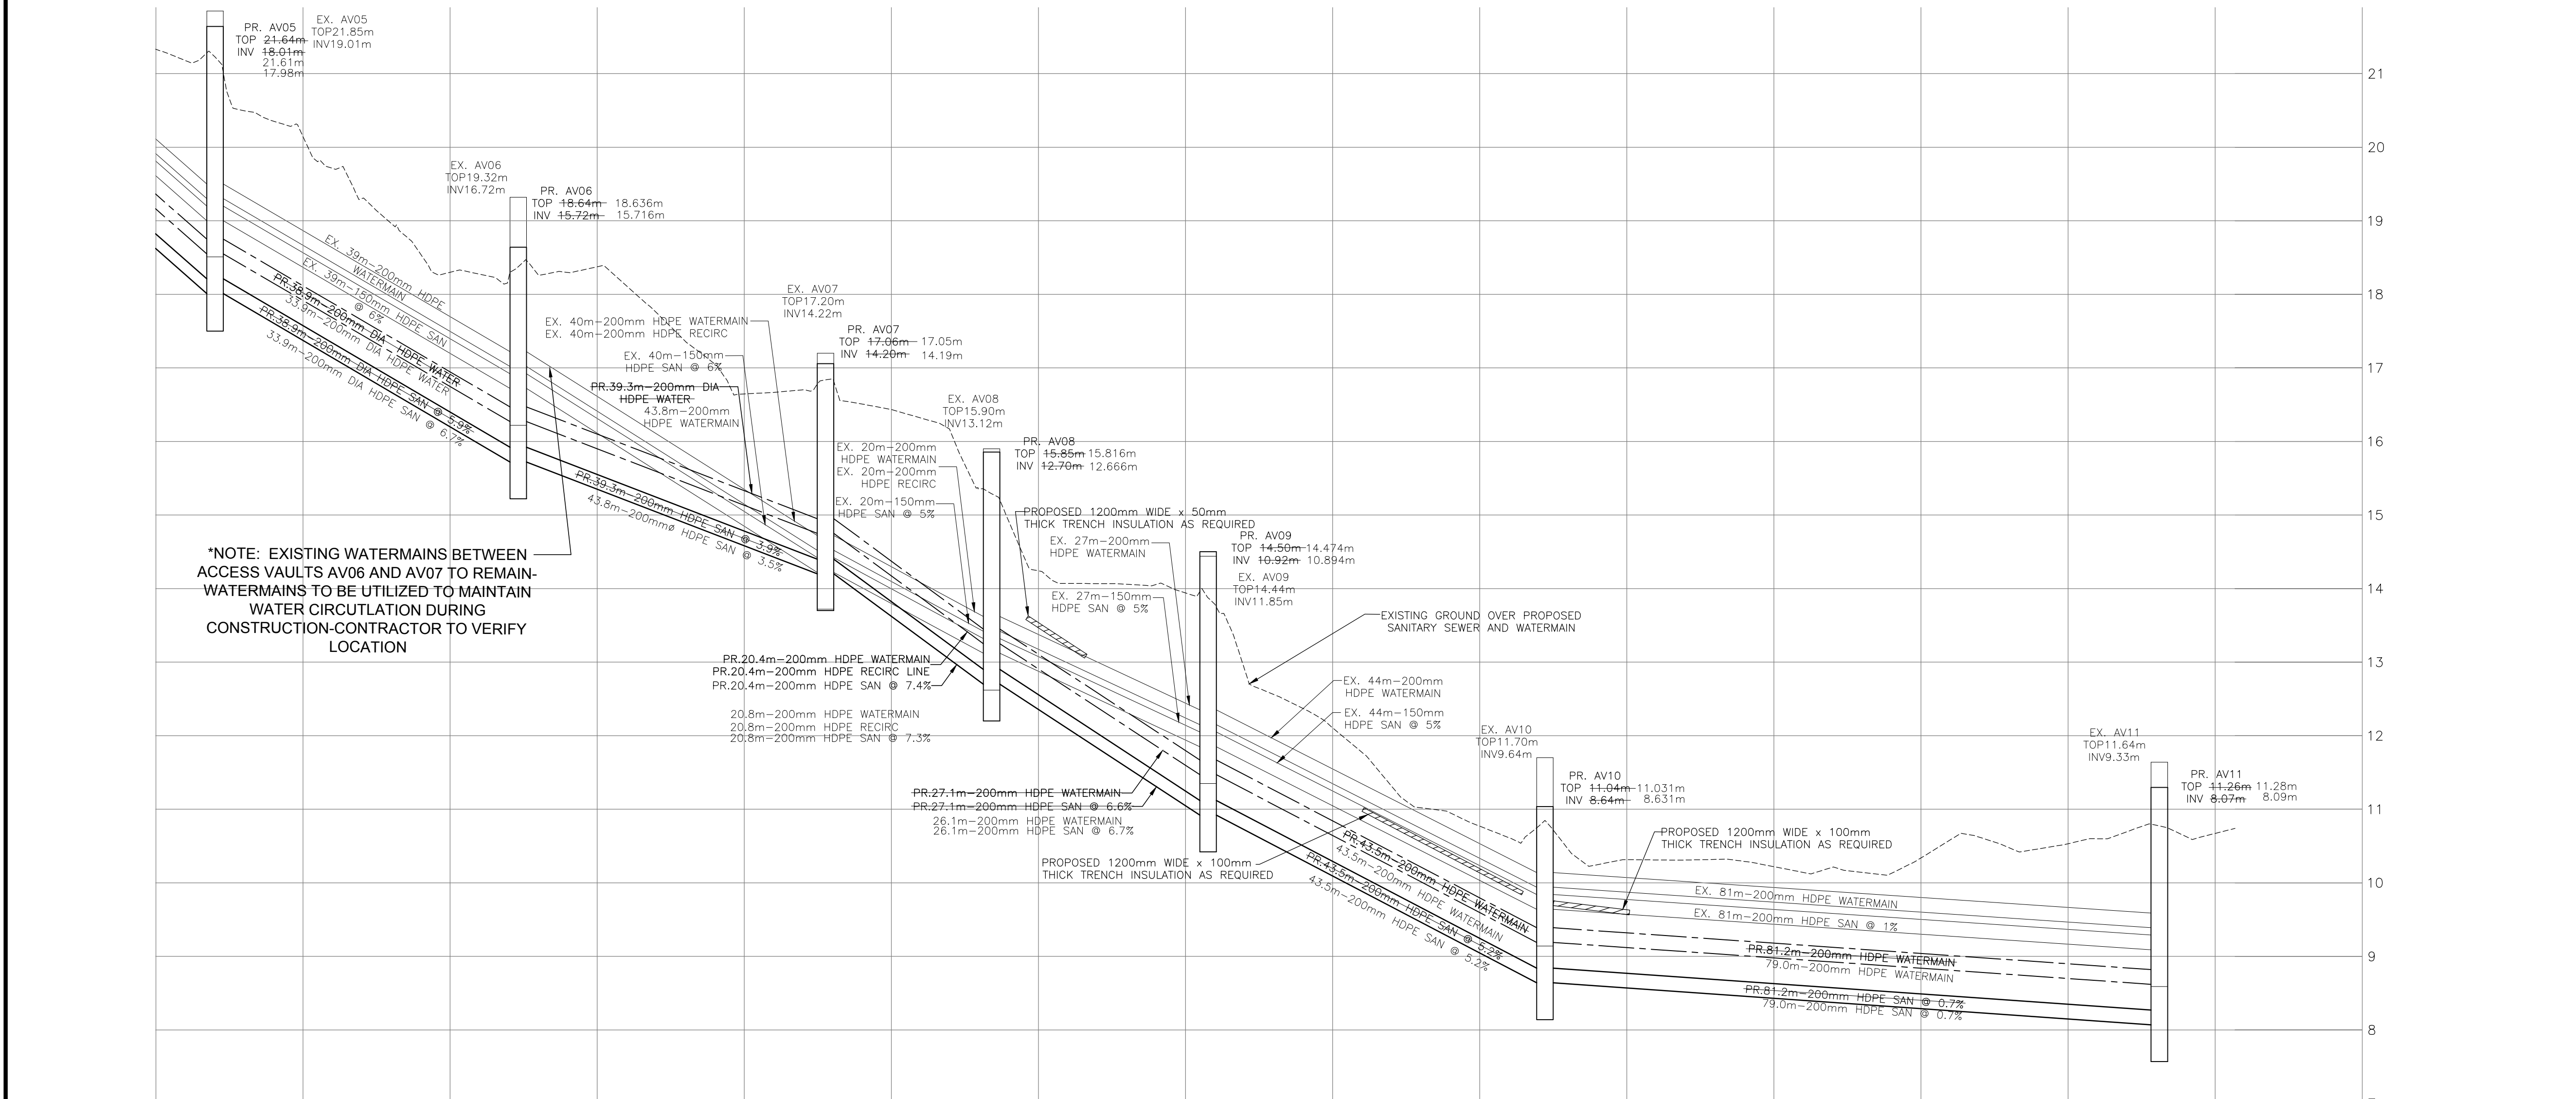 PR. AV05
TOP 21.64m
INV 18.01m
21.61m
17.98m
EX. AV05
TOP21.85m
INV19.01m
21
20
19
18
17
16
15
14
13
12
11
10
9
8
EX. AV06
TOP19.32m
INV16.72m
PR. AV06
TOP 18.64m 18.636m
INV 15.72m 15.716m
EX. 39m-200mm HDPE
WATERMAIN
EX. 39m-150mm HDPE SAN
@ 6%
PR.38.9m-200mm DIA HDPE WATER
33.9m-200mm DIA HDPE WATER
PR.38.9m-200mm DIA HDPE SAN @ 5.9%
33.9m-200mm DIA HDPE SAN @ 6.7%
EX. AV07
TOP17.20m
INV14.22m
PR. AV07
TOP 17.06m 17.05m
INV 14.20m 14.19m
EX. 40m-200mm HDPE WATERMAIN
EX. 40m-200mm HDPE RECIRC
EX. 40m-150mm
HDPE SAN @ 6%
PR.39.3m-200mm DIA
HDPE WATER
43.8m-200mm
HDPE WATERMAIN
PR.39.3m-200mm HDPE SAN @ 3.9%
43.8m-200mmø HDPE SAN @ 3.5%
*NOTE: EXISTING WATERMAINS BETWEEN
ACCESS VAULTS AV06 AND AV07 TO REMAIN-
WATERMAINS TO BE UTILIZED TO MAINTAIN
WATER CIRCUTLATION DURING
CONSTRUCTION-CONTRACTOR TO VERIFY
LOCATION
EX. AV08
TOP15.90m
INV13.12m
PR. AV08
TOP 15.85m 15.816m
INV 12.70m 12.666m
EX. 20m-200mm
HDPE WATERMAIN
EX. 20m-200mm
HDPE RECIRC
EX. 20m-150mm
HDPE SAN @ 5%
PR.20.4m-200mm HDPE WATERMAIN
PR.20.4m-200mm HDPE RECIRC LINE
PR.20.4m-200mm HDPE SAN @ 7.4%
20.8m-200mm HDPE WATERMAIN
20.8m-200mm HDPE RECIRC
20.8m-200mm HDPE SAN @ 7.3%
PROPOSED 1200mm WIDE x 50mm
THICK TRENCH INSULATION AS REQUIRED
PR. AV09
TOP 14.50m 14.474m
INV 10.92m 10.894m
EX. AV09
TOP14.44m
INV11.85m
EX. 27m-200mm
HDPE WATERMAIN
EX. 27m-150mm
HDPE SAN @ 5%
PR.27.1m-200mm HDPE WATERMAIN
PR.27.1m-200mm HDPE SAN @ 6.6%
26.1m-200mm HDPE WATERMAIN
26.1m-200mm HDPE SAN @ 6.7%
EXISTING GROUND OVER PROPOSED
SANITARY SEWER AND WATERMAIN
EX. 44m-200mm
HDPE WATERMAIN
EX. 44m-150mm
HDPE SAN @ 5%
PROPOSED 1200mm WIDE x 100mm
THICK TRENCH INSULATION AS REQUIRED
PR.43.5m-200mm HDPE WATERMAIN
43.5m-200mm HDPE WATERMAIN
PR.43.5m-200mm HDPE SAN @ 5.2%
43.5m-200mm HDPE SAN @ 5.2%
EX. AV10
TOP11.70m
INV9.64m
PR. AV10
TOP 11.04m 11.031m
INV 8.64m 8.631m
PROPOSED 1200mm WIDE x 100mm
THICK TRENCH INSULATION AS REQUIRED
EX. 81m-200mm HDPE WATERMAIN
EX. 81m-200mm HDPE SAN @ 1%
PR.81.2m-200mm HDPE WATERMAIN
79.0m-200mm HDPE WATERMAIN
PR.81.2m-200mm HDPE SAN @ 0.7%
79.0m-200mm HDPE SAN @ 0.7%
EX. AV11
TOP11.64m
INV9.33m
PR. AV11
TOP 11.26m 11.28m
INV 8.07m 8.09m